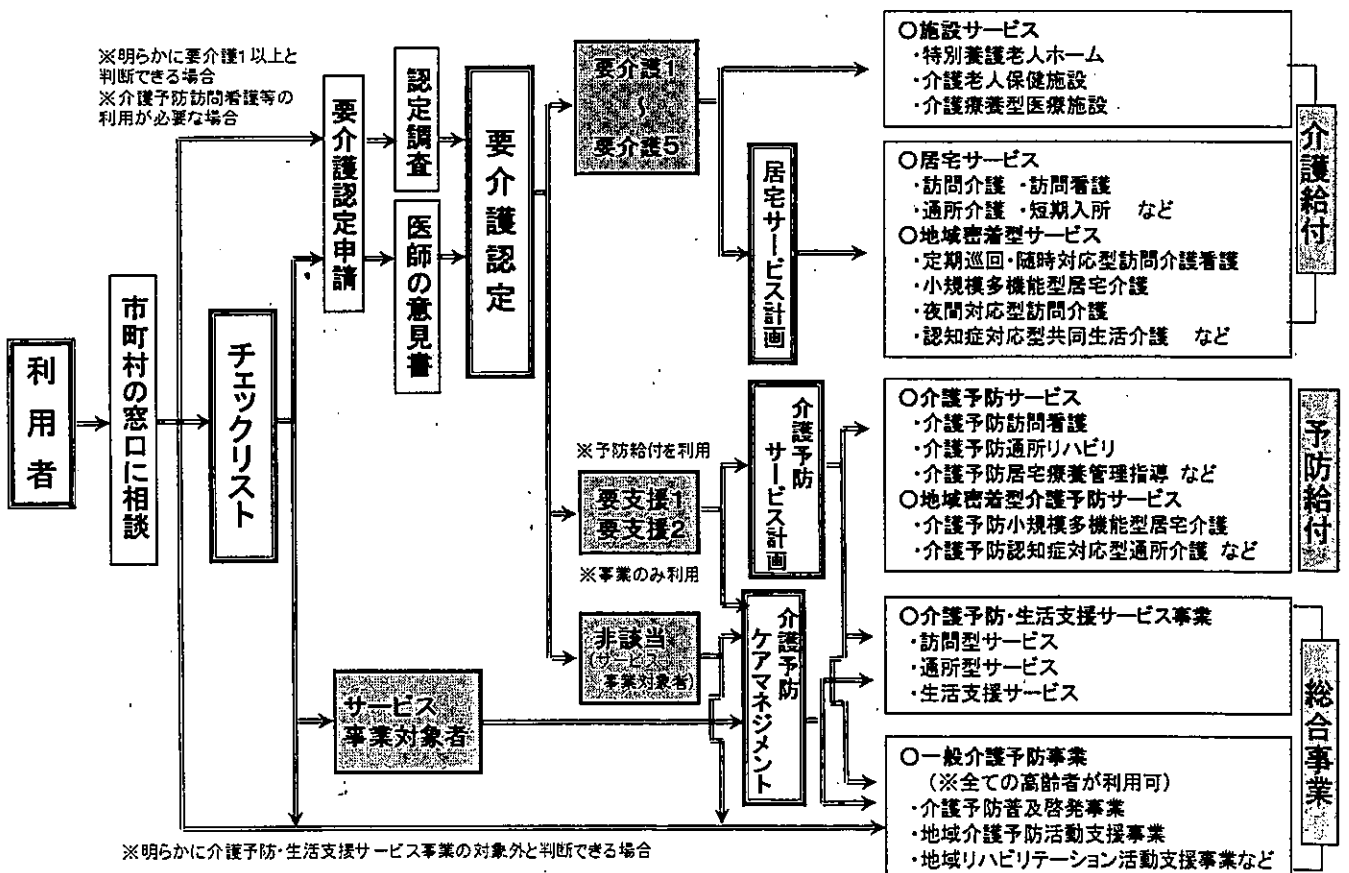 ※明らかに要介護1以上と
判断できる場合
※介護予防訪問看護等の
利用が必要な場合
利用者
市町村の窓口に相談
チェックリスト
要介護認定申請
認定調査
医師の意見書
要介護認定
要介護1
～
要介護5
居宅サービス計画
○施設サービス
・特別養護老人ホーム
・介護老人保健施設
・介護療養型医療施設
○居宅サービス
・訪問介護 ・訪問看護
・通所介護 ・短期入所 など
○地域密着型サービス
・定期巡回・随時対応型訪問介護看護
・小規模多機能型居宅介護
・夜間対応型訪問介護
・認知症対応型共同生活介護 など
介護給付
※予防給付を利用
要支援1
要支援2
※事業のみ利用
介護予防
サービス計画
○介護予防サービス
・介護予防訪問看護
・介護予防通所リハビリ
・介護予防居宅療養管理指導 など
○地域密着型介護予防サービス
・介護予防小規模多機能型居宅介護
・介護予防認知症対応型通所介護 など
予防給付
非該当
(サービス
事業対象者)
サービス
事業対象者
介護予防
ケアマネジメント
○介護予防・生活支援サービス事業
・訪問型サービス
・通所型サービス
・生活支援サービス
○一般介護予防事業
(※全ての高齢者が利用可)
・介護予防普及啓発事業
・地域介護予防活動支援事業
・地域リハビリテーション活動支援事業など
総合事業
※明らかに介護予防・生活支援サービス事業の対象外と判断できる場合